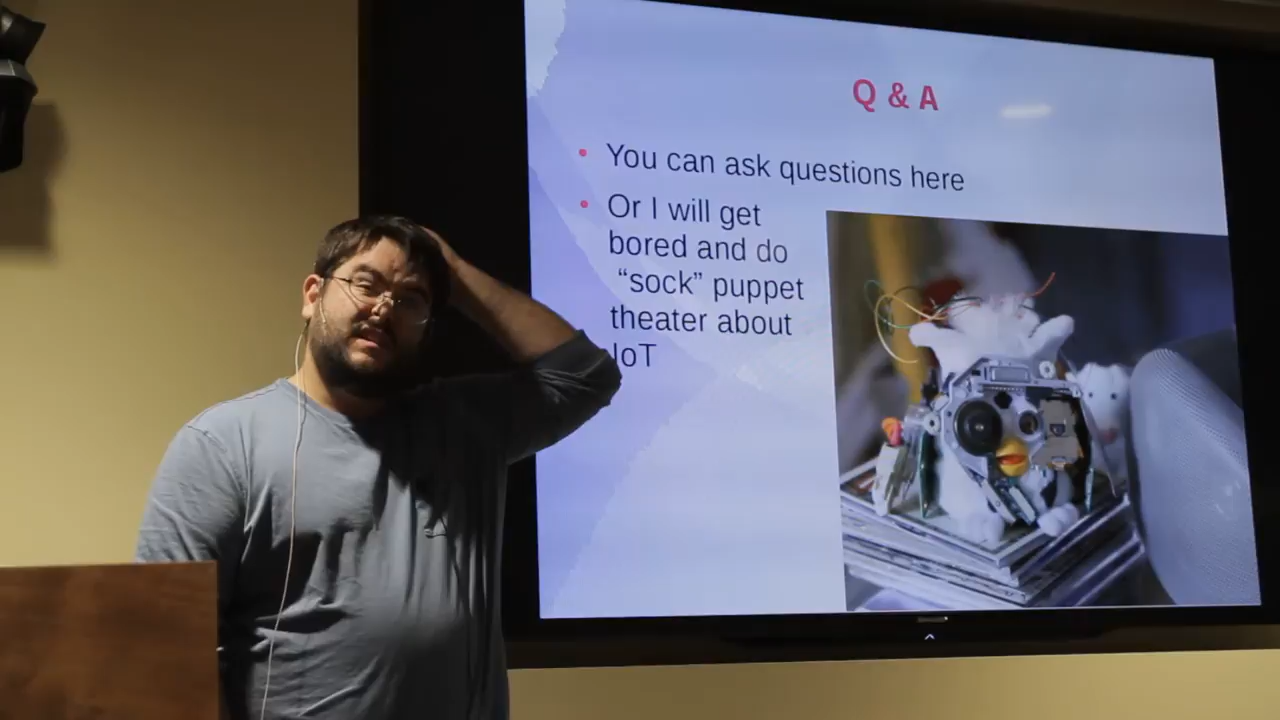 Q & A
You can ask questions here
Or I will get
bored and do
“sock” puppet
theater about
IoT